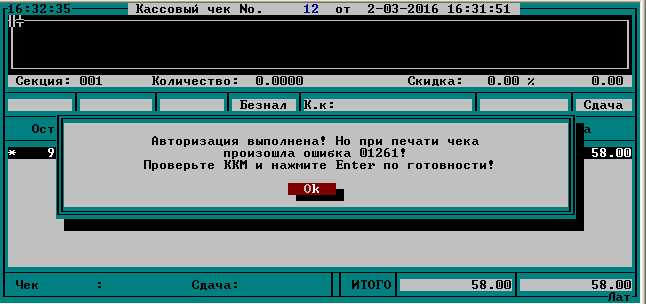 16:32:35 Кассовый чек No. 12 от 2-03-2016 16:31:51
Секция: 001 Количество: 0.0000 Скидка: 0.00 % 0.00
Безнал К.к: Сдача
Ост а
Авторизация выполнена! Но при печати чека
* 9 произошла ошибка 01261! 58.00
Проверьте ККМ и нажмите Enter по готовности!
Ok
Чек : Сдача: ИТОГО 58.00 58.00
Лат